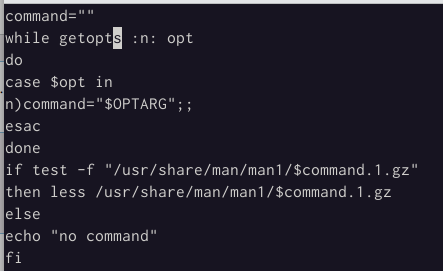 command=""
while getopts :n: opt
do
case $opt in
n)command="$OPTARG";;
esac
done
if test -f "/usr/share/man/man1/$command.1.gz"
then less /usr/share/man/man1/$command.1.gz
else
echo "no command"
fi